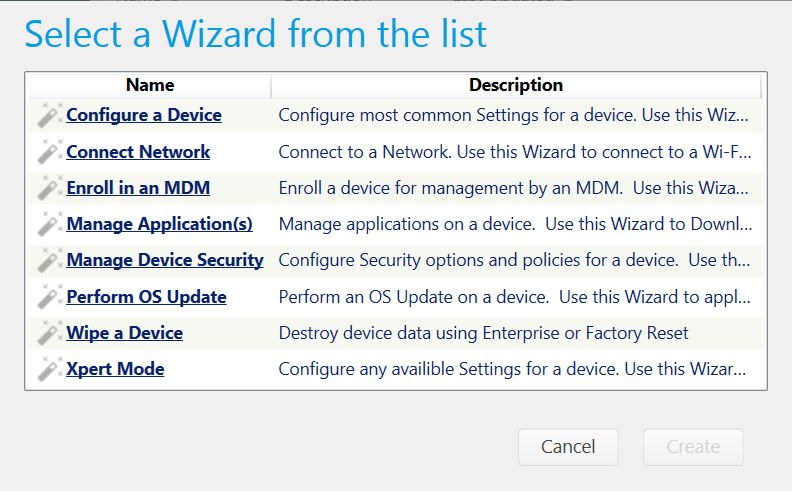 Select a Wizard from the list
Name Description
Configure a Device Configure most common Settings for a device. Use this Wiz...
Connect Network Connect to a Network. Use this Wizard to connect to a Wi-F...
Enroll in an MDM Enroll a device for management by an MDM.  Use this Wiza...
Manage Application(s) Manage applications on a device.  Use this Wizard to Downl...
Manage Device Security Configure Security options and policies for a device.  Use th...
Perform OS Update Perform an OS Update on a device.  Use this Wizard to appl...
Wipe a Device Destroy device data using Enterprise or Factory Reset
Xpert Mode Configure any availible Settings for a device. Use this Wizar...
Cancel Create